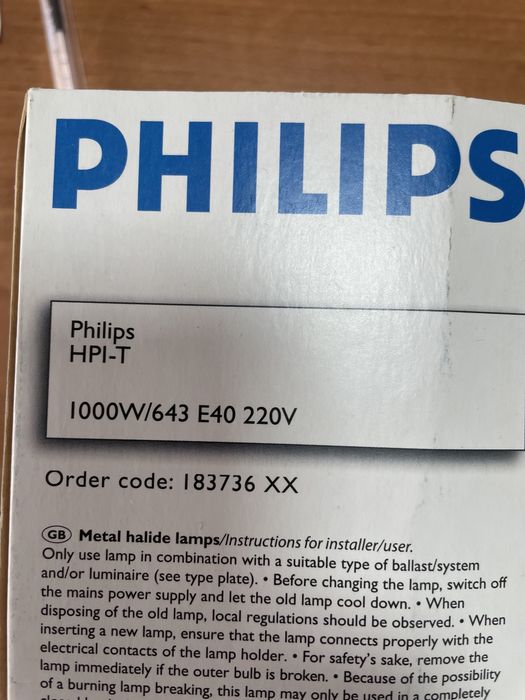 PHILIPS
Philips
HPI-T
1000W/643 E40 220V
Order code: 183736 XX
GB Metal halide lamps/Instructions for installer/user.
Only use lamp in combination with a suitable type of ballast/system
and/or luminaire (see type plate). • Before changing the lamp, switch off
the mains power supply and let the old lamp cool down. • When
disposing of the old lamp, local regulations should be observed. • When
inserting a new lamp, ensure that the lamp connects properly with the
electrical contacts of the lamp holder. • For safety's sake, remove the
lamp immediately if the outer bulb is broken. • Because of the possibility
of a burning lamp breaking, this lamp may only be used in a completely